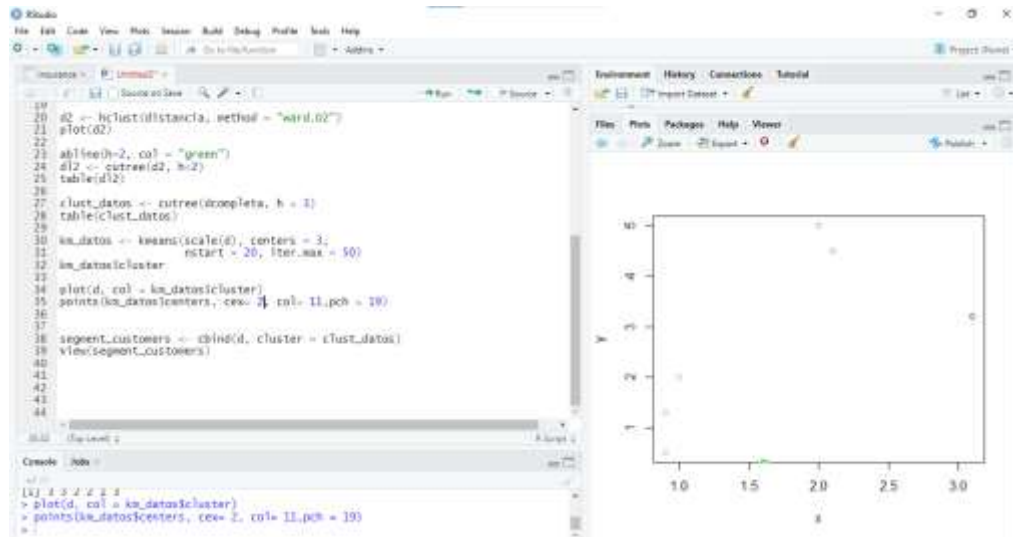 RStudio
File Edit Code View Plots Session Build Debug Profile Tools Help
Go to file/function Addins
Project: (None)
insurance Untitled2*
Source on Save Run Source
20 d2 <- hclust(distancia, method = "ward.D2")
21 plot(d2)
22
23 abline(h=2, col = "green")
24 dl2 <- cutree(d2, h=2)
25 table(dl2)
26
27 clust_datos <- cutree(dcompleta, h = 3)
28 table(clust_datos)
29
30 km_datos <- kmeans(scale(d), centers = 3,
31 nstart = 20, iter.max = 50)
32 km_datos$cluster
33
34 plot(d, col = km_datos$cluster)
35 points(km_datos$centers, cex= 2, col= 11,pch = 19)
36
37
38 segment_customers <- cbind(d, cluster = clust_datos)
39 view(segment_customers)
40
41
42
43
44
(Top Level) R Script
Console Jobs
> plot(d, col = km_datos$cluster)
> points(km_datos$centers, cex= 2, col= 11,pch = 19)
>
Environment History Connections Tutorial
Import Dataset List
Files Plots Packages Help Viewer
Zoom Export Publish
5
4
3
2
1
Y
1.0 1.5 2.0 2.5 3.0
X